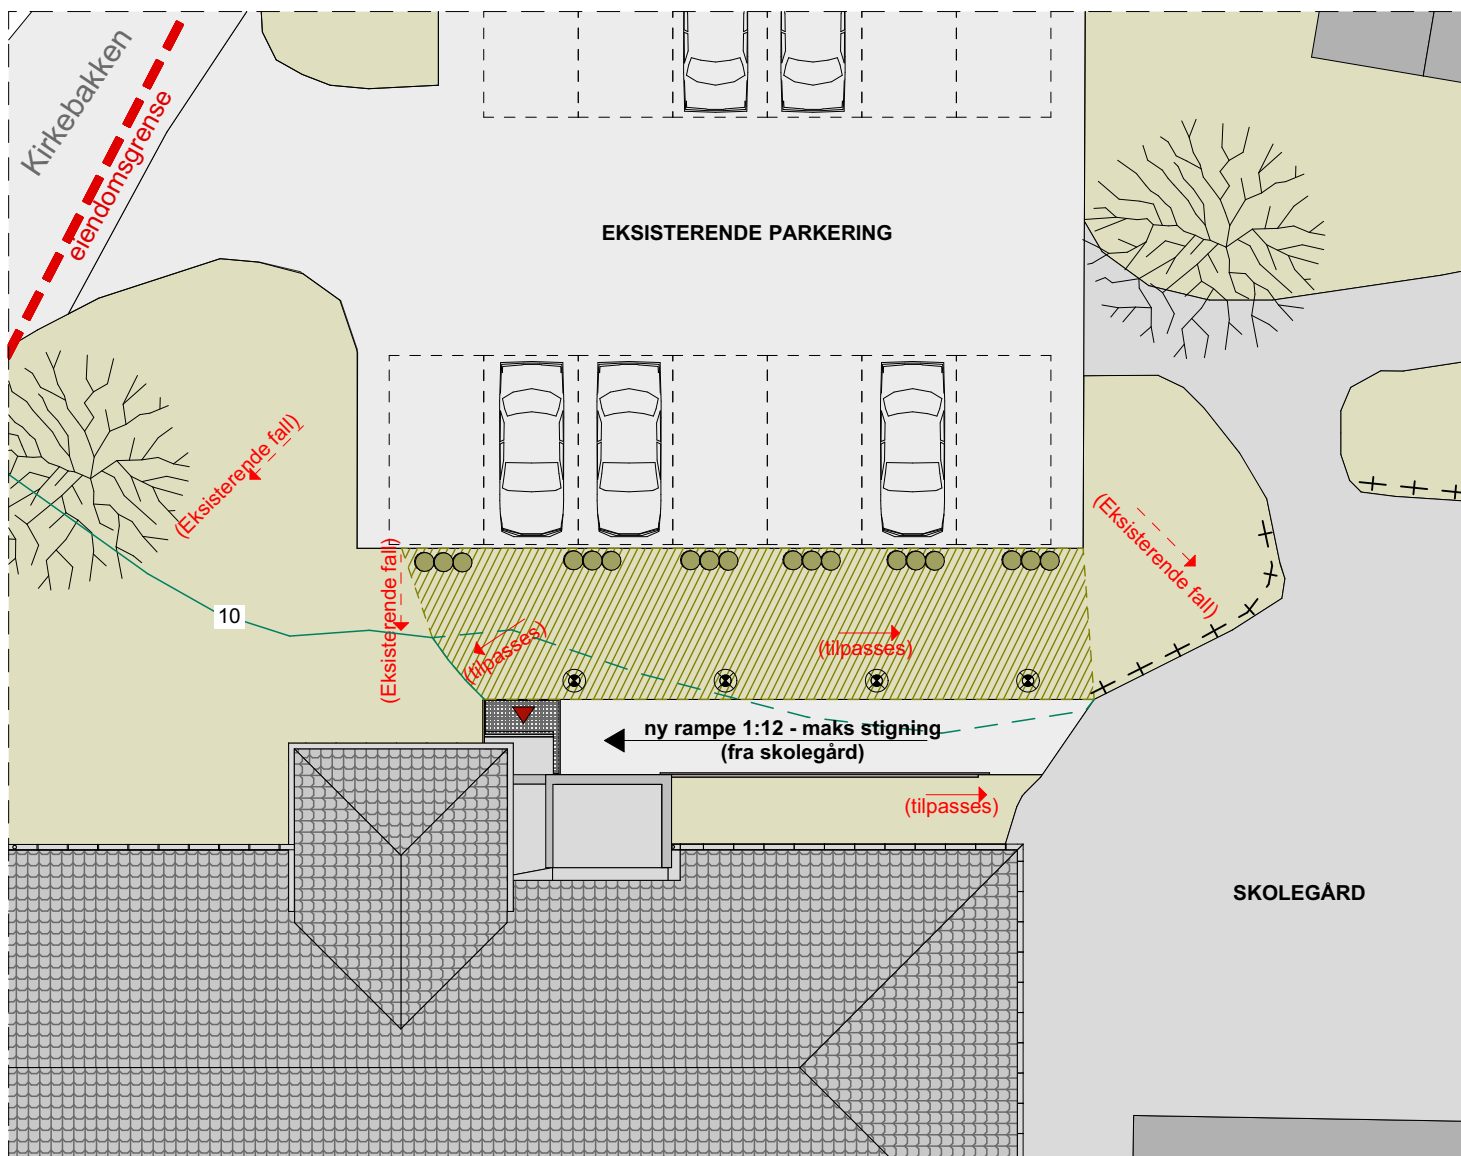 Kirkebakken
eiendomsgrense
EKSISTERENDE PARKERING
(Eksisterende fall)
(Eksisterende fall)
(Eksisterende fall)
10
(tilpasses)
(tilpasses)
ny rampe 1:12 - maks stigning
(fra skolegård)
(tilpasses)
SKOLEGÅRD